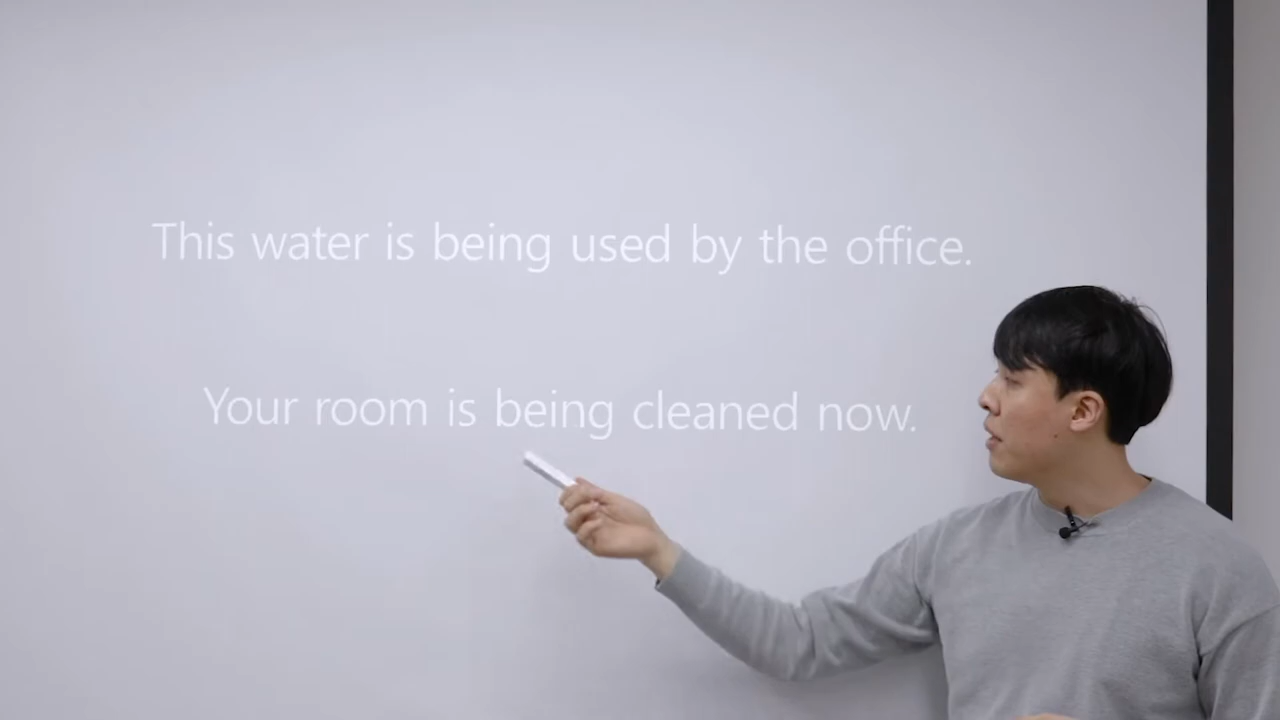 This water is being used by the office.
Your room is being cleaned now.